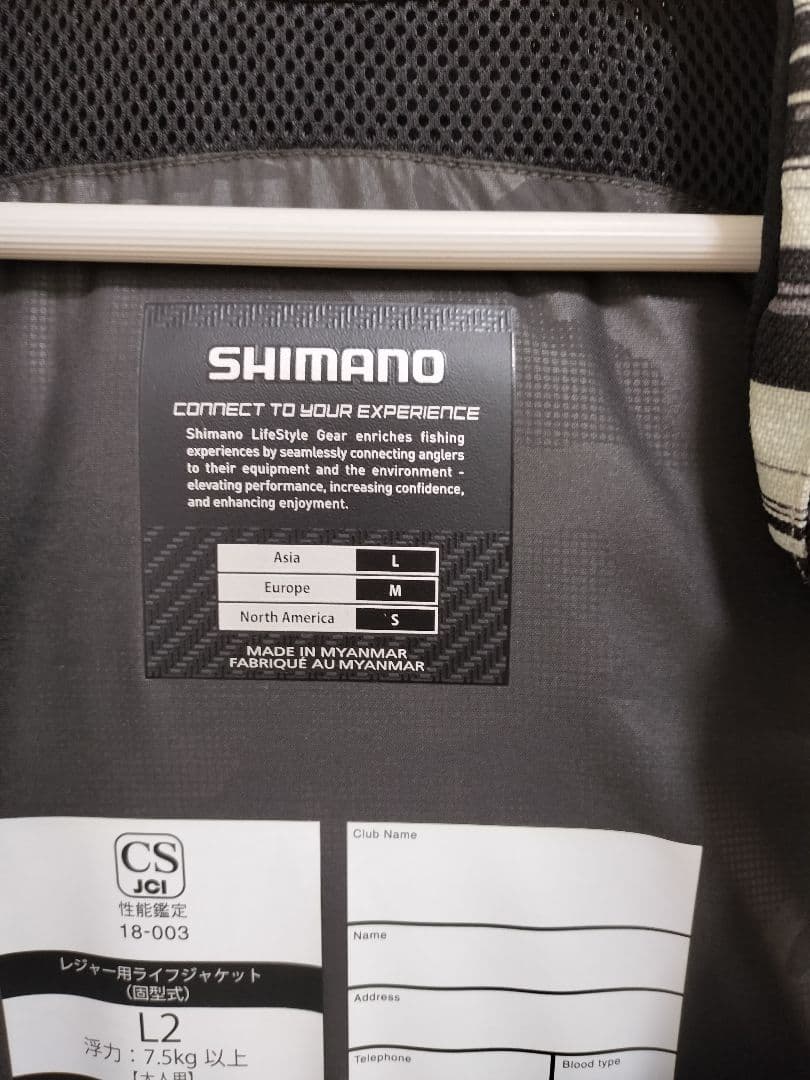 SHIMANO
CONNECT TO YOUR EXPERIENCE
Shimano LifeStyle Gear enriches fishing
experiences by seamlessly connecting anglers
to their equipment and the environment -
elevating performance, increasing confidence,
and enhancing enjoyment.
Asia L
Europe M
North America S
MADE IN MYANMAR
FABRIQUÉ AU MYANMAR
CS
JCI
性能鑑定
18-003
レジャー用ライフジャケット
(固型式)
L2
浮力：7.5kg 以上
【大人用】
Club Name
Name
Address
Telephone
Blood type